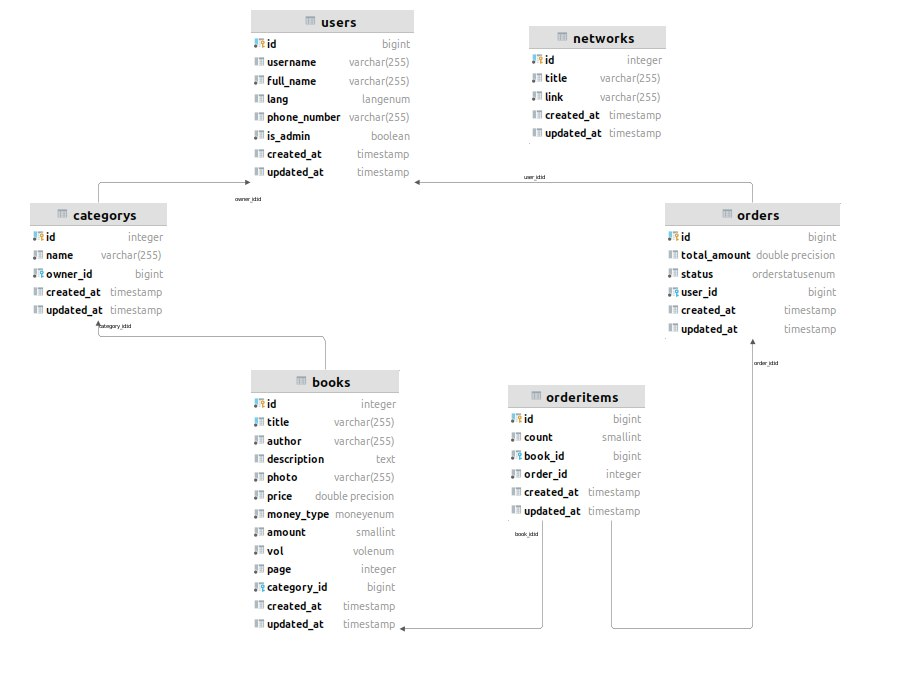 users
id bigint
username varchar(255)
full_name varchar(255)
lang langenum
phone_number varchar(255)
is_admin boolean
created_at timestamp
updated_at timestamp
networks
id integer
title varchar(255)
link varchar(255)
created_at timestamp
updated_at timestamp
owner_id:id
user_id:id
categorys
id integer
name varchar(255)
owner_id bigint
created_at timestamp
updated_at timestamp
category_id:id
orders
id bigint
total_amount double precision
status orderstatusenum
user_id bigint
created_at timestamp
updated_at timestamp
order_id:id
books
id integer
title varchar(255)
author varchar(255)
description text
photo varchar(255)
price double precision
money_type moneyenum
amount smallint
vol volenum
page integer
category_id bigint
created_at timestamp
updated_at timestamp
orderitems
id bigint
count smallint
book_id bigint
order_id integer
created_at timestamp
updated_at timestamp
book_id:id